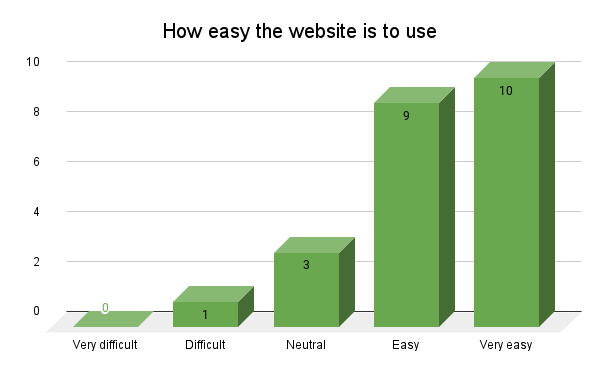 How easy the website is to use
10
8
6
4
2
0
0
1
3
9
10
Very difficult
Difficult
Neutral
Easy
Very easy